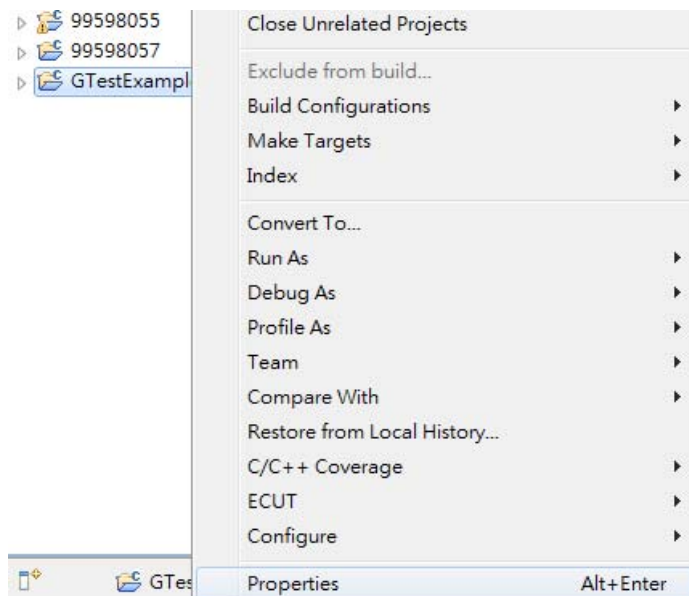 99598055
99598057
GTestExampl
Close Unrelated Projects
Exclude from build...
Build Configurations
Make Targets
Index
Convert To...
Run As
Debug As
Profile As
Team
Compare With
Restore from Local History...
C/C++ Coverage
ECUT
Configure
GTes
Properties Alt+Enter